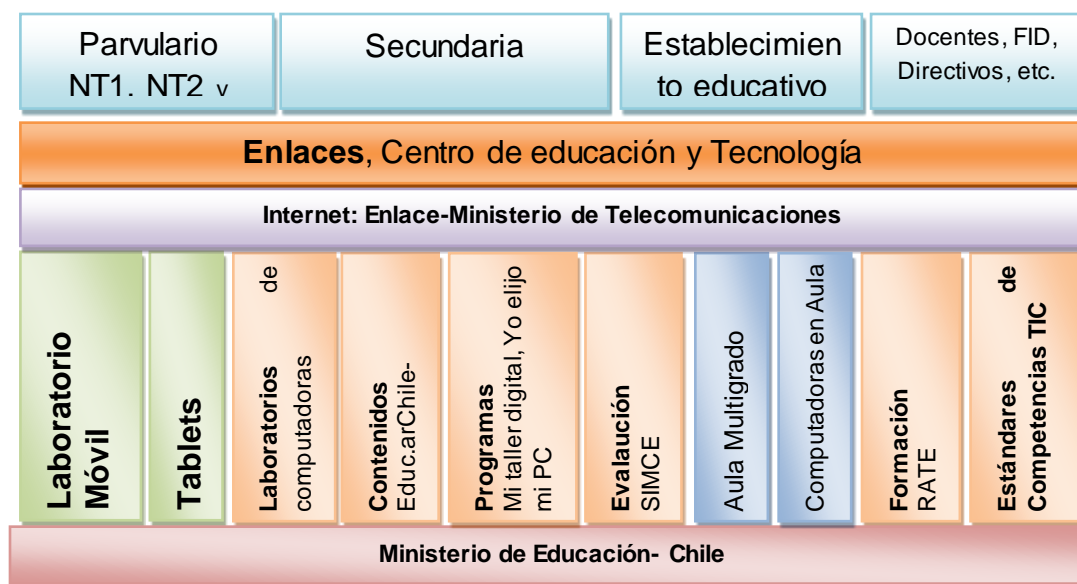 Parvulario
NT1. NT2 y
Secundaria
Establecimien
to educativo
Docentes, FID,
Directivos, etc.
Enlaces, Centro de educación y Tecnología
Internet: Enlace-Ministerio de Telecomunicaciones
Laboratorio
Móvil
Tablets
Laboratorios de
computadoras
Contenidos
Educ.arChile-
Programas
Mi taller digital, Yo elijo
mi PC
Evalaución
SIMCE
Aula Multigrado
Computadoras en Aula
Formación
RATE
Estándares de
Competencias TIC
Ministerio de Educación- Chile